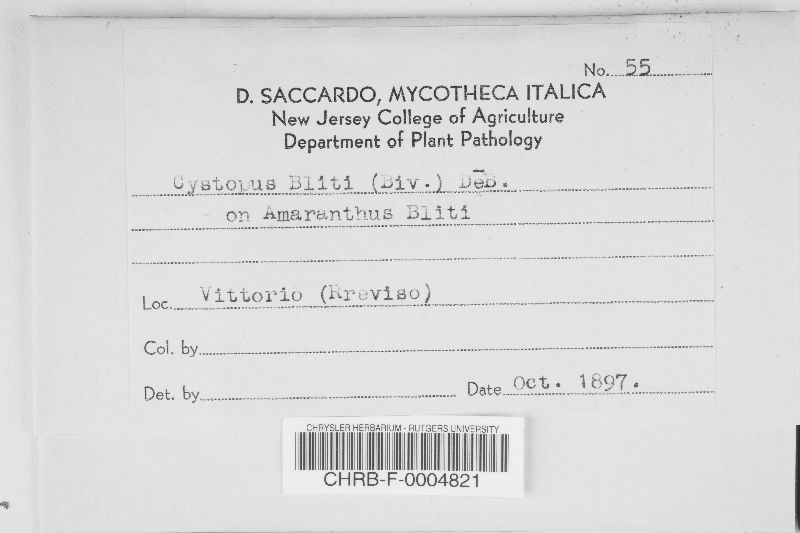 No. 55
D. SACCARDO, MYCOTHECA ITALICA
New Jersey College of Agriculture
Department of Plant Pathology
Cystopus Bliti (Biv.) DeB.
on Amaranthus Bliti
Loc. Vittorio (Rreviso)
Col. by
Det. by Date Oct. 1897.
CHRYSLER HERBARIUM - RUTGERS UNIVERSITY
CHRB-F-0004821